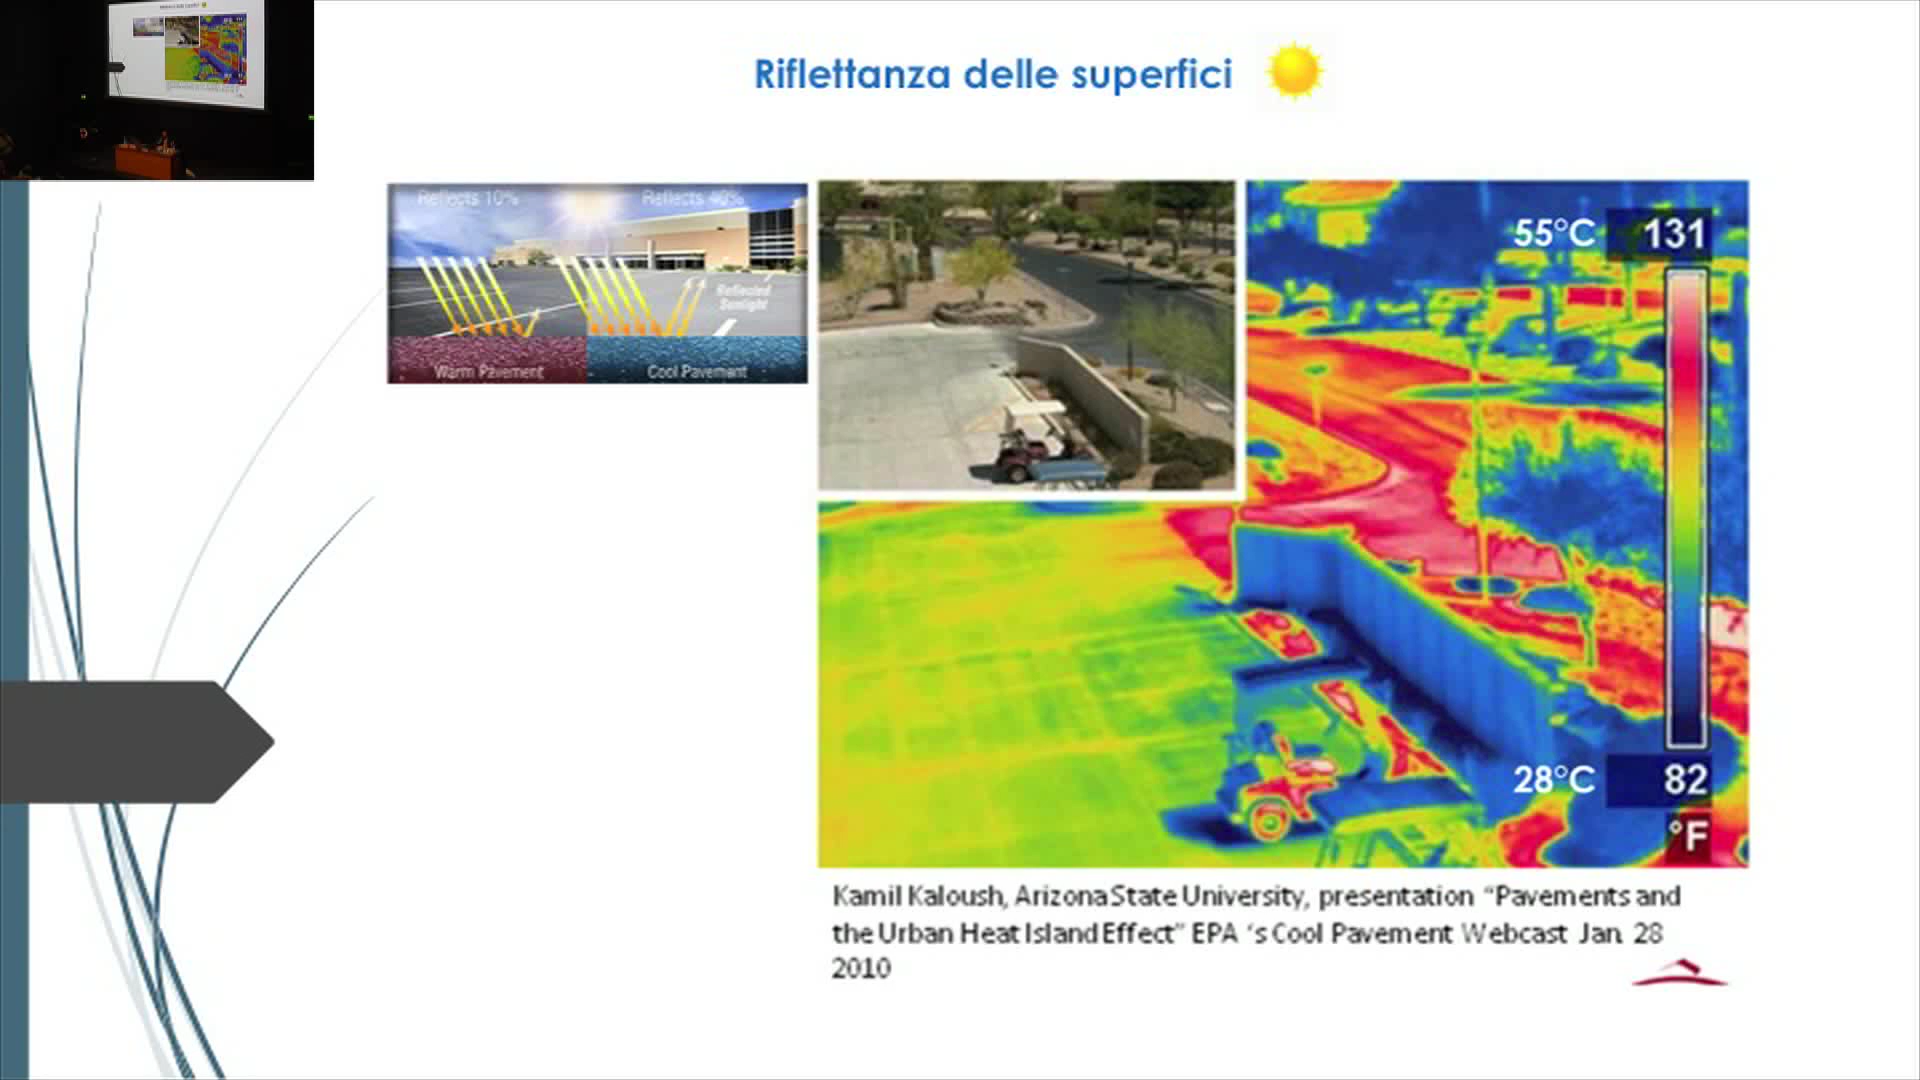 Riflettanza delle superfici
Reflects 10%
Reflects 40%
Reflected
Sunlight
Warm Pavement
Cool Pavement
55°C 131
28°C 82
°F
Kamil Kaloush, Arizona State University, presentation “Pavements and
the Urban Heat Island Effect” EPA ‘s Cool Pavement Webcast Jan. 28
2010